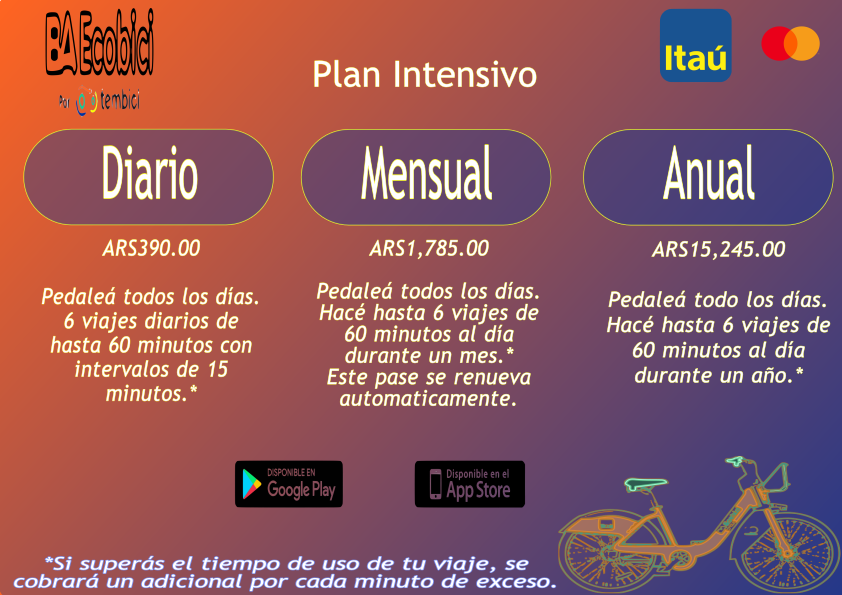 BA Ecobici
Por tembici
Plan Intensivo
Itaú
Diario
ARS390.00
Pedaleá todos los días.
6 viajes diarios de
hasta 60 minutos con
intervalos de 15
minutos.*
Mensual
ARS1,785.00
Pedaleá todos los días.
Hacé hasta 6 viajes de
60 minutos al día
durante un mes.*
Este pase se renueva
automaticamente.
Anual
ARS15,245.00
Pedaleá todo los días.
Hacé hasta 6 viajes de
60 minutos al día
durante un año.*
DISPONIBLE EN
Google Play
Disponible en el
App Store
*Si superás el tiempo de uso de tu viaje, se
cobrará un adicional por cada minuto de exceso.